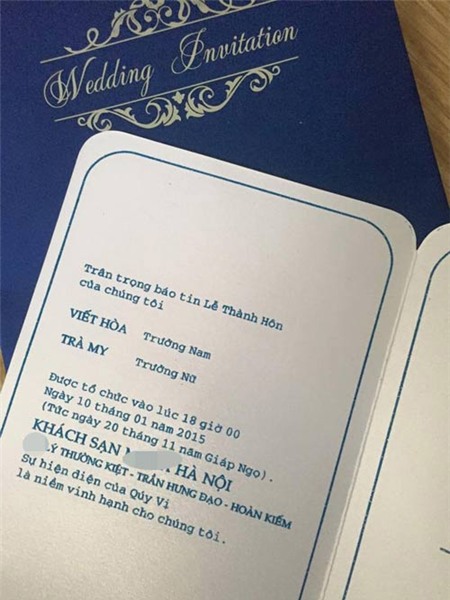 Wedding Invitation
Trân trọng báo tin Lễ Thành Hôn
của chúng tôi
VIẾT HÒA Trưởng Nam
TRÀ MY Trưởng Nữ
Được tổ chức vào lúc 18 giờ 00
Ngày 10 tháng 01 năm 2015
(Tức ngày 20 tháng 11 năm Giáp Ngọ).
KHÁCH SẠN HÀ NỘI
LÝ THƯỜNG KIỆT - TRẦN HƯNG ĐẠO - HOÀN KIẾM
Sự hiện diện của Qúy Vị
là niềm vinh hạnh cho chúng tôi.